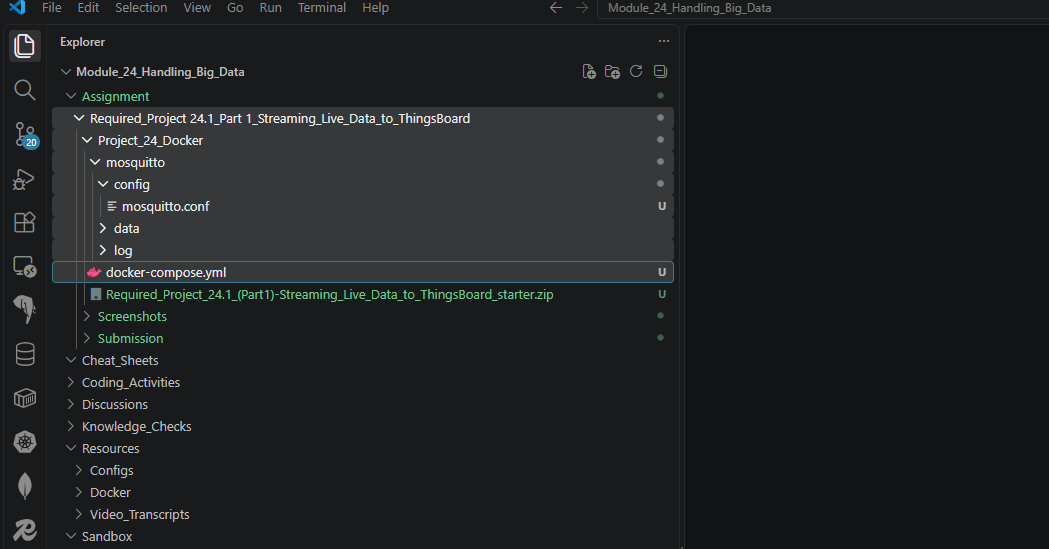 File Edit Selection View Go Run Terminal Help Module_24_Handling_Big_Data
Explorer
Module_24_Handling_Big_Data
Assignment
Required_Project 24.1_Part 1_Streaming_Live_Data_to_ThingsBoard
Project_24_Docker
mosquitto
config
mosquitto.conf U
data
log
docker-compose.yml U
Required_Project_24.1_(Part1)-Streaming_Live_Data_to_ThingsBoard_starter.zip U
Screenshots
Submission
Cheat_Sheets
Coding_Activities
Discussions
Knowledge_Checks
Resources
Configs
Docker
Video_Transcripts
Sandbox
20